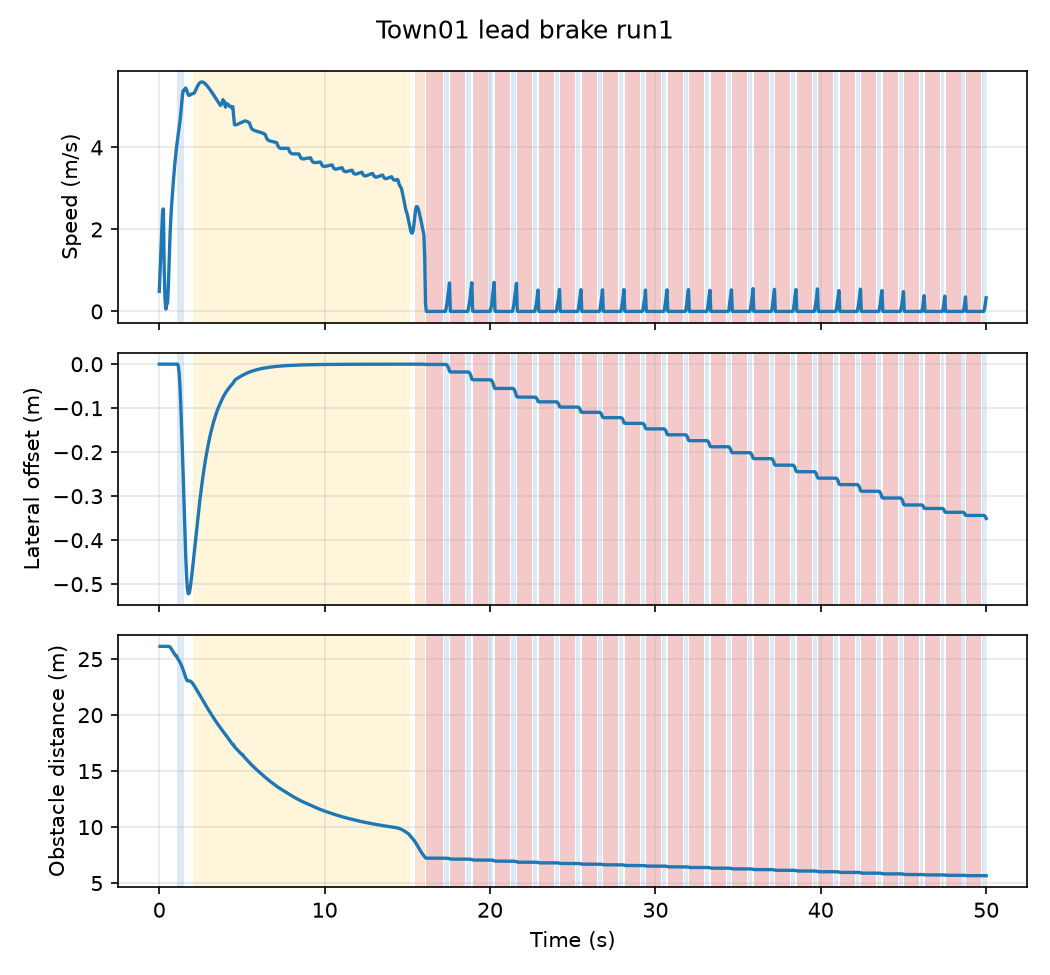 Town01 lead brake run1
Speed (m/s)
4
2
0
Lateral offset (m)
0.0
−0.1
−0.2
−0.3
−0.4
−0.5
Obstacle distance (m)
25
20
15
10
5
0 10 20 30 40 50
Time (s)